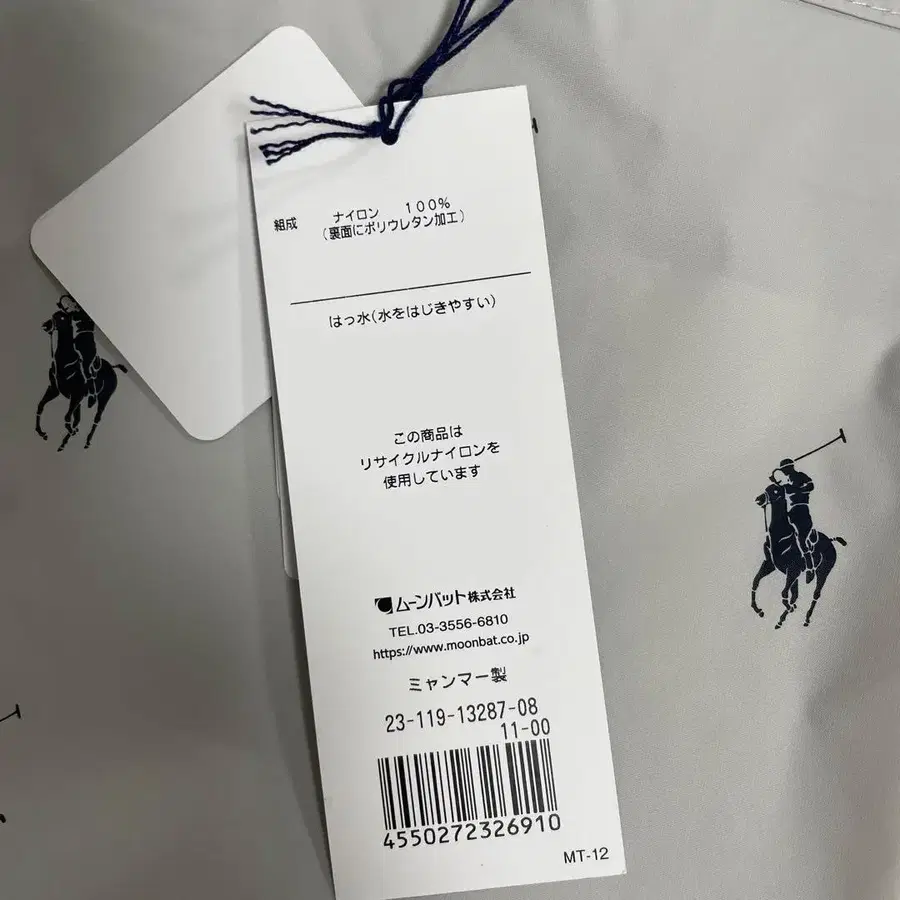 組成 ナイロン 100%
(裏面にポリウレタン加工)
はっ水(水をはじきやすい)
この商品は
リサイクルナイロンを
使用しています
ムーンバット株式会社
TEL.03-3556-6810
https://www.moonbat.co.jp
ミャンマー製
23-119-13287-08
11-00
4550272326910
MT-12